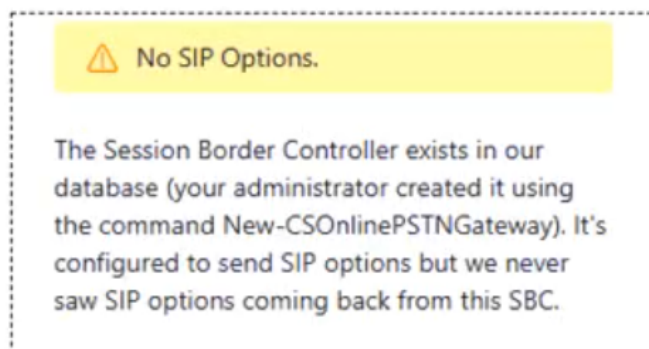 No SIP Options.
The Session Border Controller exists in our
database (your administrator created it using
the command New-CSOnlinePSTNGateway). It's
configured to send SIP options but we never
saw SIP options coming back from this SBC.